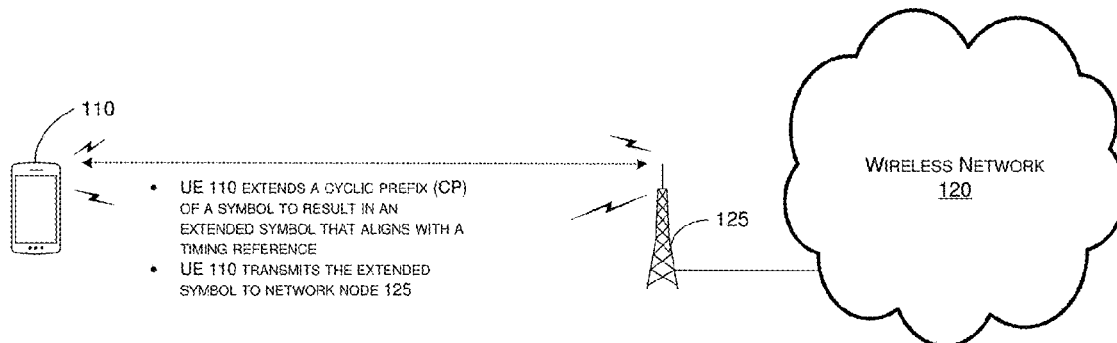 110
WIRELESS NETWORK
120
• UE 110 EXTENDS A CYCLIC PREFIX (CP)
OF A SYMBOL TO RESULT IN AN
EXTENDED SYMBOL THAT ALIGNS WITH A
TIMING REFERENCE
• UE 110 TRANSMITS THE EXTENDED
SYMBOL TO NETWORK NODE 125
125